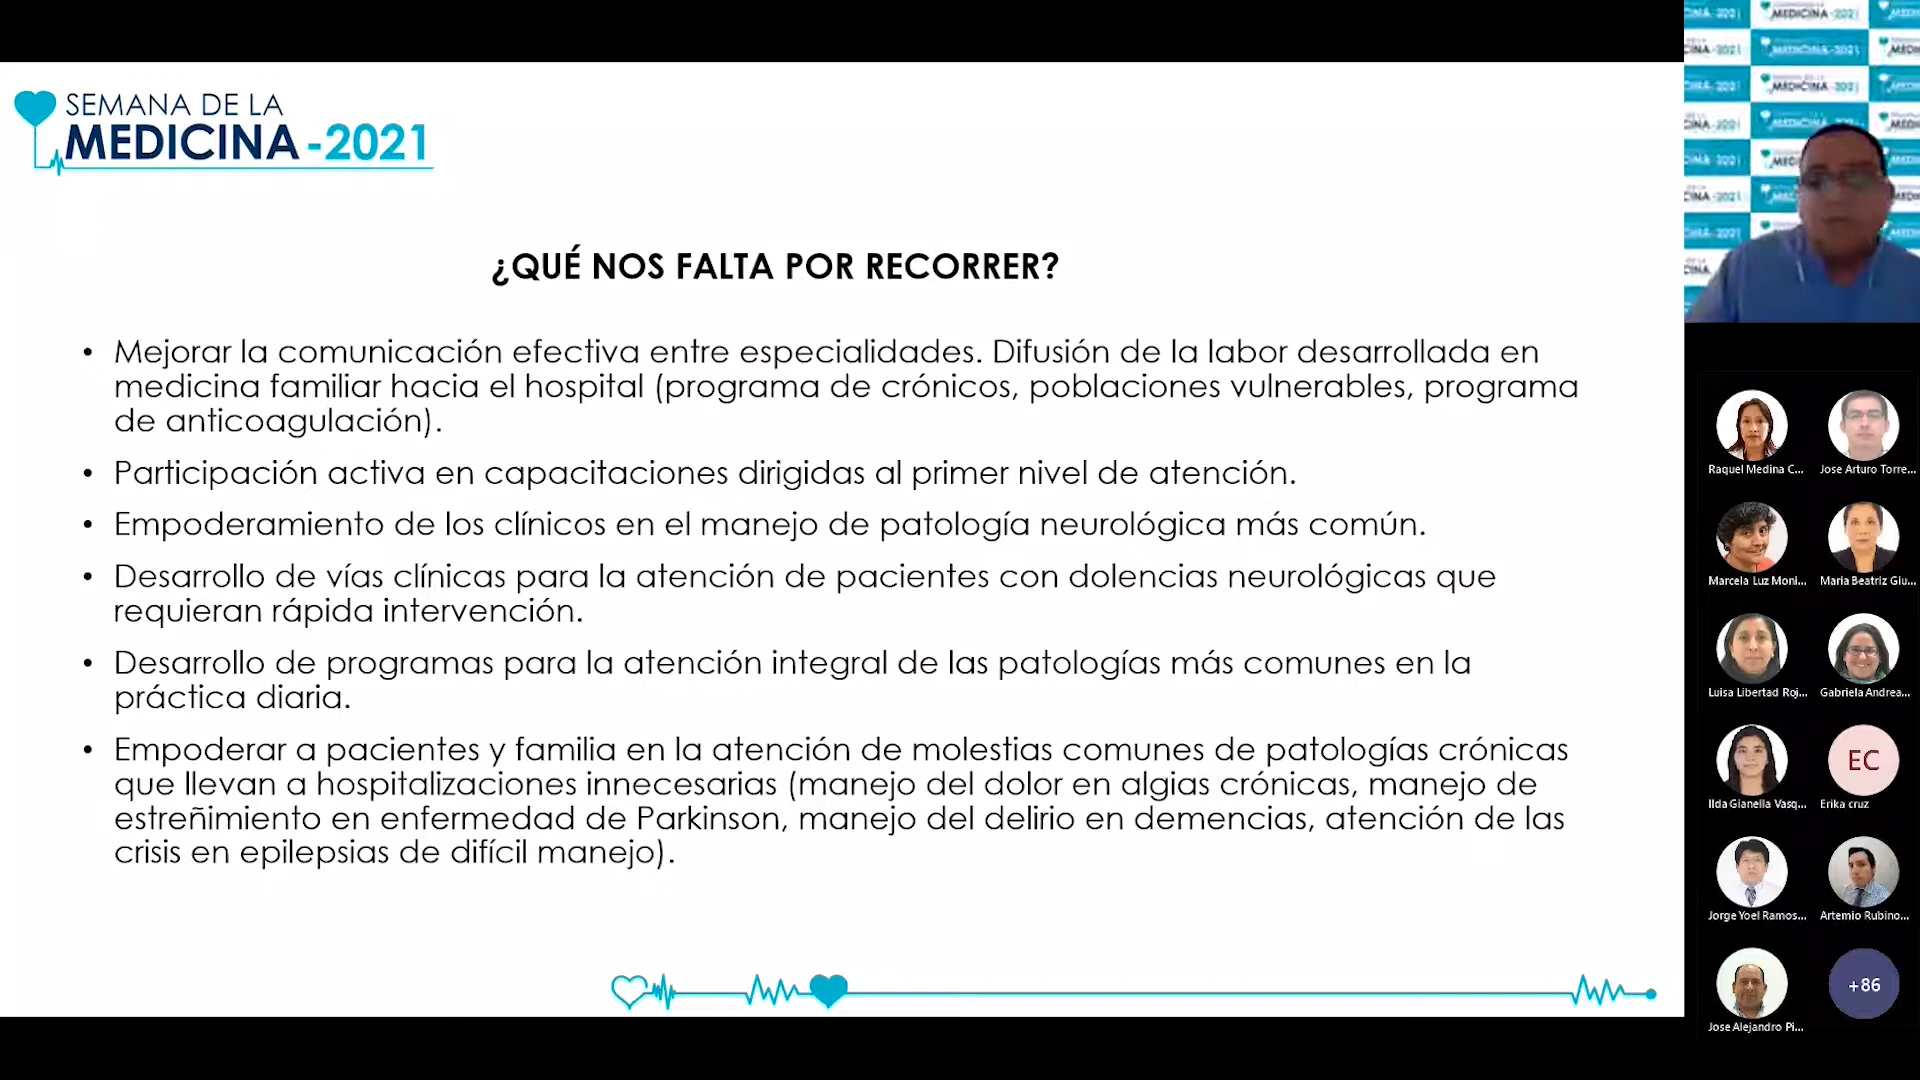 SEMANA DE LA
MEDICINA -2021
¿QUÉ NOS FALTA POR RECORRER?
• Mejorar la comunicación efectiva entre especialidades. Difusión de la labor desarrollada en
medicina familiar hacia el hospital (programa de crónicos, poblaciones vulnerables, programa
de anticoagulación).
• Participación activa en capacitaciones dirigidas al primer nivel de atención.
• Empoderamiento de los clínicos en el manejo de patología neurológica más común.
• Desarrollo de vías clínicas para la atención de pacientes con dolencias neurológicas que
requieran rápida intervención.
• Desarrollo de programas para la atención integral de las patologías más comunes en la
práctica diaria.
• Empoderar a pacientes y familia en la atención de molestias comunes de patologías crónicas
que llevan a hospitalizaciones innecesarias (manejo del dolor en algias crónicas, manejo de
estreñimiento en enfermedad de Parkinson, manejo del delirio en demencias, atención de las
crisis en epilepsias de difícil manejo).
MEDICINA -2021
Raquel Medina C...
Jose Arturo Torre...
Marcela Luz Moni...
Maria Beatriz Giu...
Luisa Libertad Roj...
Gabriela Andrea...
Ilda Gianella Vasq...
EC
Erika cruz
Jorge Yoel Ramos...
Artemio Rubino...
Jose Alejandro Pi...
+86